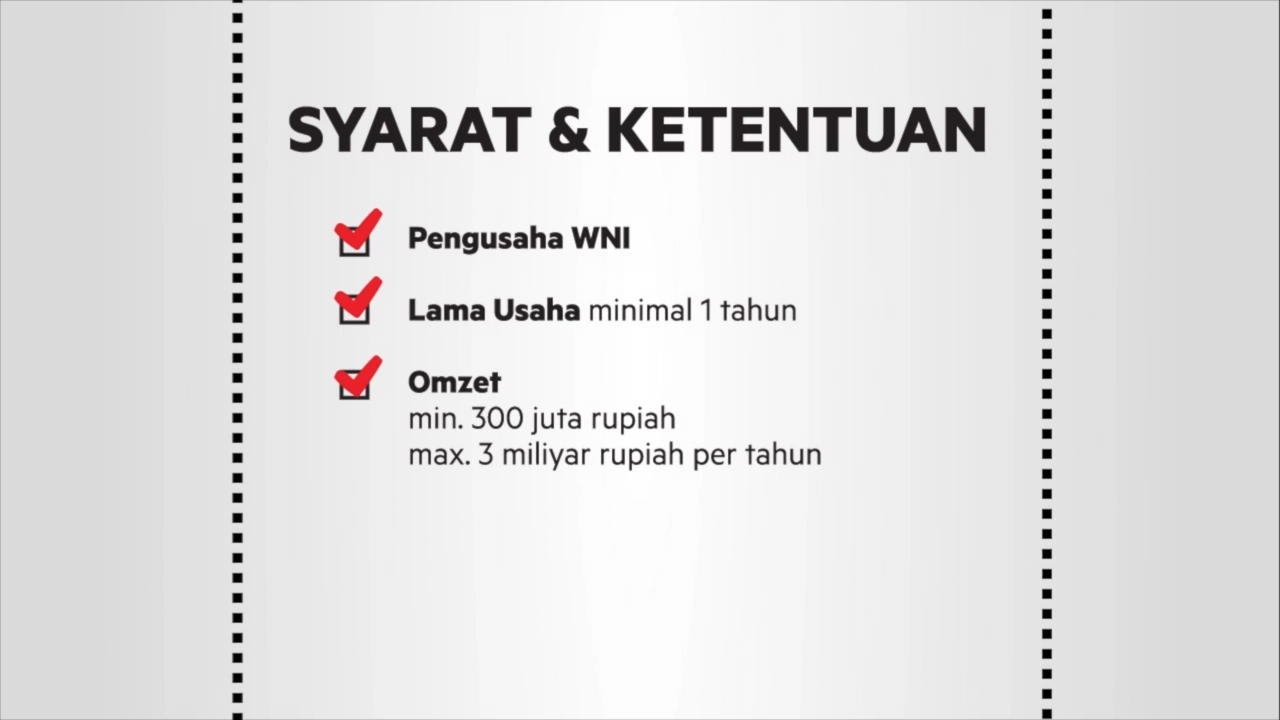 SYARAT & KETENTUAN
Pengusaha WNI
Lama Usaha minimal 1 tahun
Omzet
min. 300 juta rupiah
max. 3 miliyar rupiah per tahun